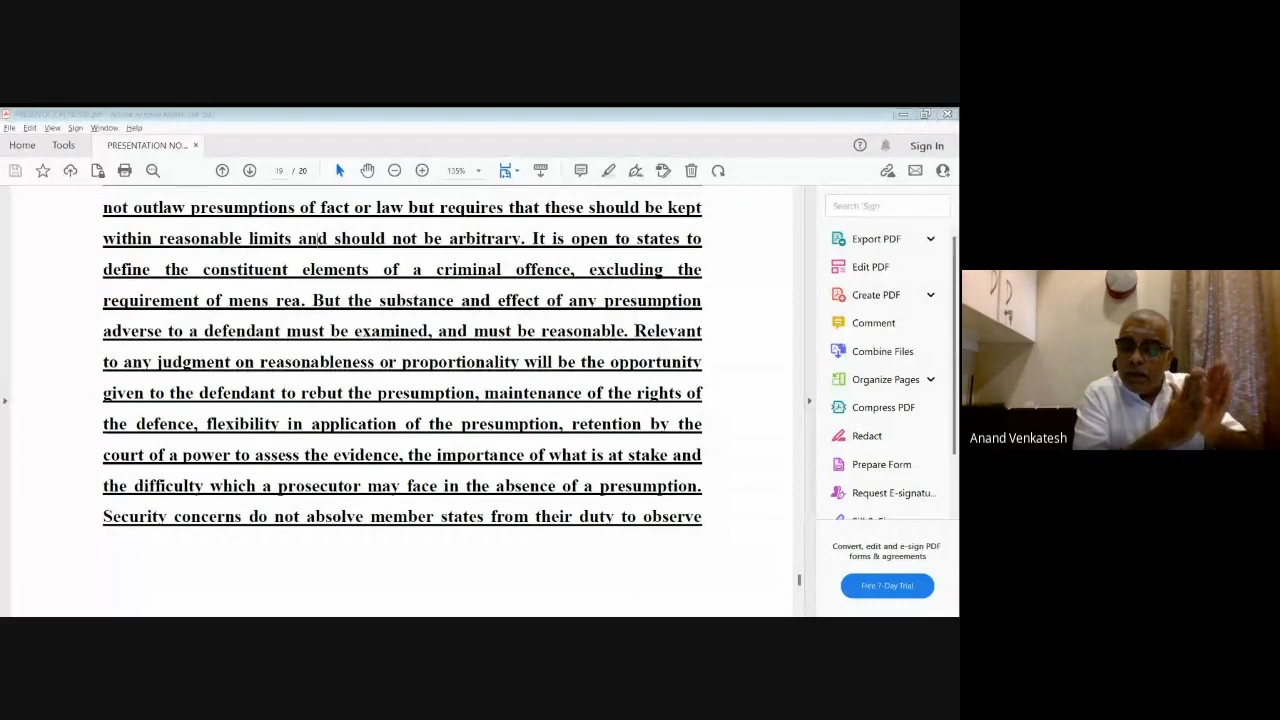 File Edit View Sign Window Help
Home Tools PRESENTATION NO... × Sign In
19 / 20 135%
not outlaw presumptions of fact or law but requires that these should be kept
within reasonable limits and should not be arbitrary. It is open to states to
define the constituent elements of a criminal offence, excluding the
requirement of mens rea. But the substance and effect of any presumption
adverse to a defendant must be examined, and must be reasonable. Relevant
to any judgment on reasonableness or proportionality will be the opportunity
given to the defendant to rebut the presumption, maintenance of the rights of
the defence, flexibility in application of the presumption, retention by the
court of a power to assess the evidence, the importance of what is at stake and
the difficulty which a prosecutor may face in the absence of a presumption.
Security concerns do not absolve member states from their duty to observe
Search 'Sign'
Export PDF
Edit PDF
Create PDF
Comment
Combine Files
Organize Pages
Compress PDF
Redact
Prepare Form
Request E-signatu...
Convert, edit and e-sign PDF
forms & agreements
Free 7-Day Trial
Anand Venkatesh